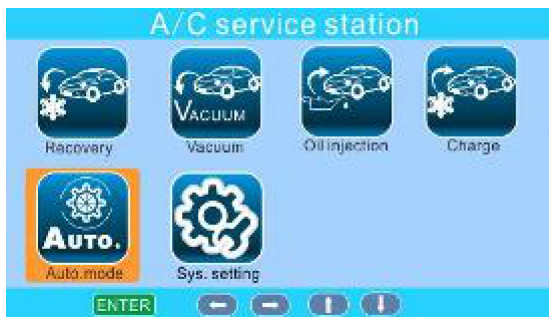 A/C service station
VACUUM
Recovery
Vacuum
Oil injection
Charge
AUTO.
Auto.mode
Sys. setting
ENTER